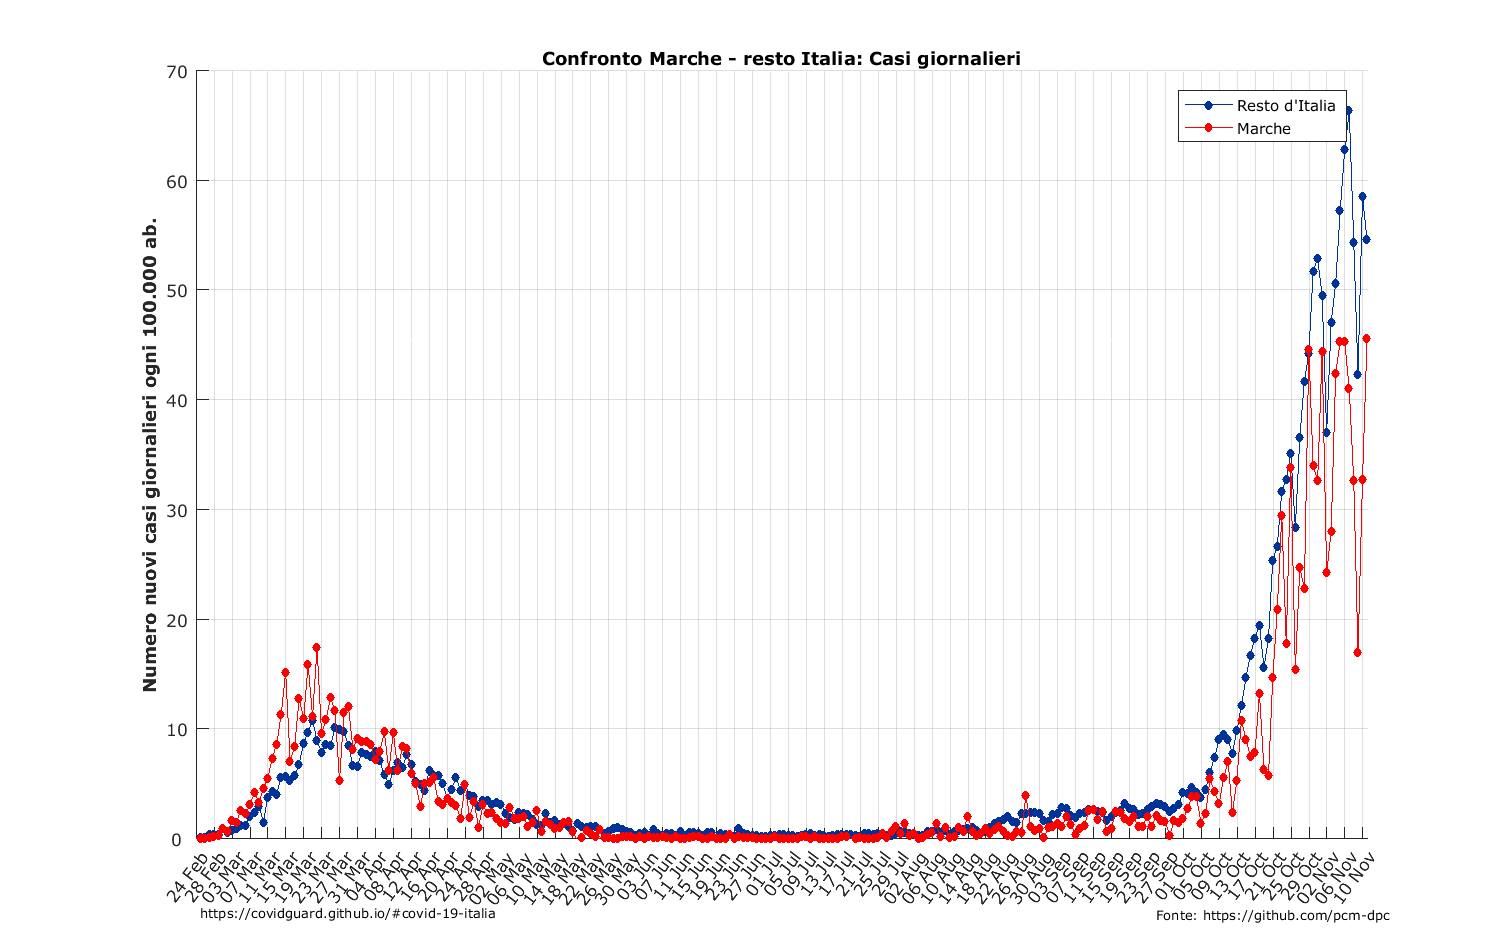 Confronto Marche - resto Italia: Casi giornalieri
Resto d'Italia
Marche
Numero nuovi casi giornalieri ogni 100.000 ab.
70
60
50
40
30
20
10
0
24 Feb
28 Feb
03 Mar
07 Mar
11 Mar
15 Mar
19 Mar
23 Mar
27 Mar
31 Mar
04 Apr
08 Apr
12 Apr
16 Apr
20 Apr
24 Apr
28 Apr
02 May
06 May
10 May
14 May
18 May
22 May
26 May
30 May
03 Jun
07 Jun
11 Jun
15 Jun
19 Jun
23 Jun
27 Jun
01 Jul
05 Jul
09 Jul
13 Jul
17 Jul
21 Jul
25 Jul
29 Jul
02 Aug
06 Aug
10 Aug
14 Aug
18 Aug
22 Aug
26 Aug
30 Aug
03 Sep
07 Sep
11 Sep
15 Sep
19 Sep
23 Sep
27 Sep
01 Oct
05 Oct
09 Oct
13 Oct
17 Oct
21 Oct
25 Oct
29 Oct
02 Nov
06 Nov
10 Nov
https://covidguard.github.io/#covid-19-italia
Fonte: https://github.com/pcm-dpc